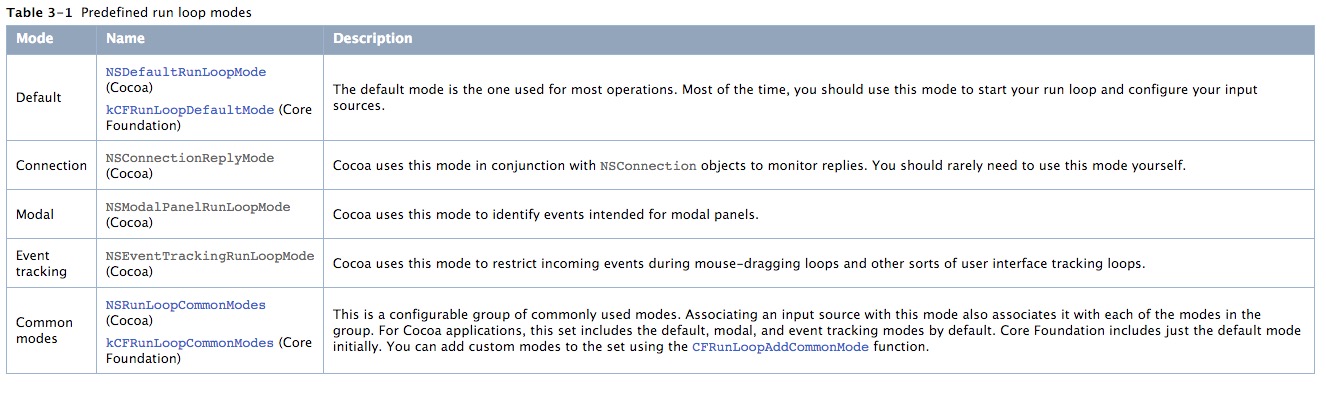 Table 3-1 Predefined run loop modes
Mode Name Description
Default
NSDefaultRunLoopMode
(Cocoa)
kCFRunLoopDefaultMode (Core
Foundation)
The default mode is the one used for most operations. Most of the time, you should use this mode to start your run loop and configure your input
sources.
Connection
NSConnectionReplyMode
(Cocoa)
Cocoa uses this mode in conjunction with NSConnection objects to monitor replies. You should rarely need to use this mode yourself.
Modal
NSModalPanelRunLoopMode
(Cocoa)
Cocoa uses this mode to identify events intended for modal panels.
Event
tracking
NSEventTrackingRunLoopMode
(Cocoa)
Cocoa uses this mode to restrict incoming events during mouse-dragging loops and other sorts of user interface tracking loops.
Common
modes
NSRunLoopCommonModes
(Cocoa)
kCFRunLoopCommonModes (Core
Foundation)
This is a configurable group of commonly used modes. Associating an input source with this mode also associates it with each of the modes in the
group. For Cocoa applications, this set includes the default, modal, and event tracking modes by default. Core Foundation includes just the default mode
initially. You can add custom modes to the set using the CFRunLoopAddCommonMode function.